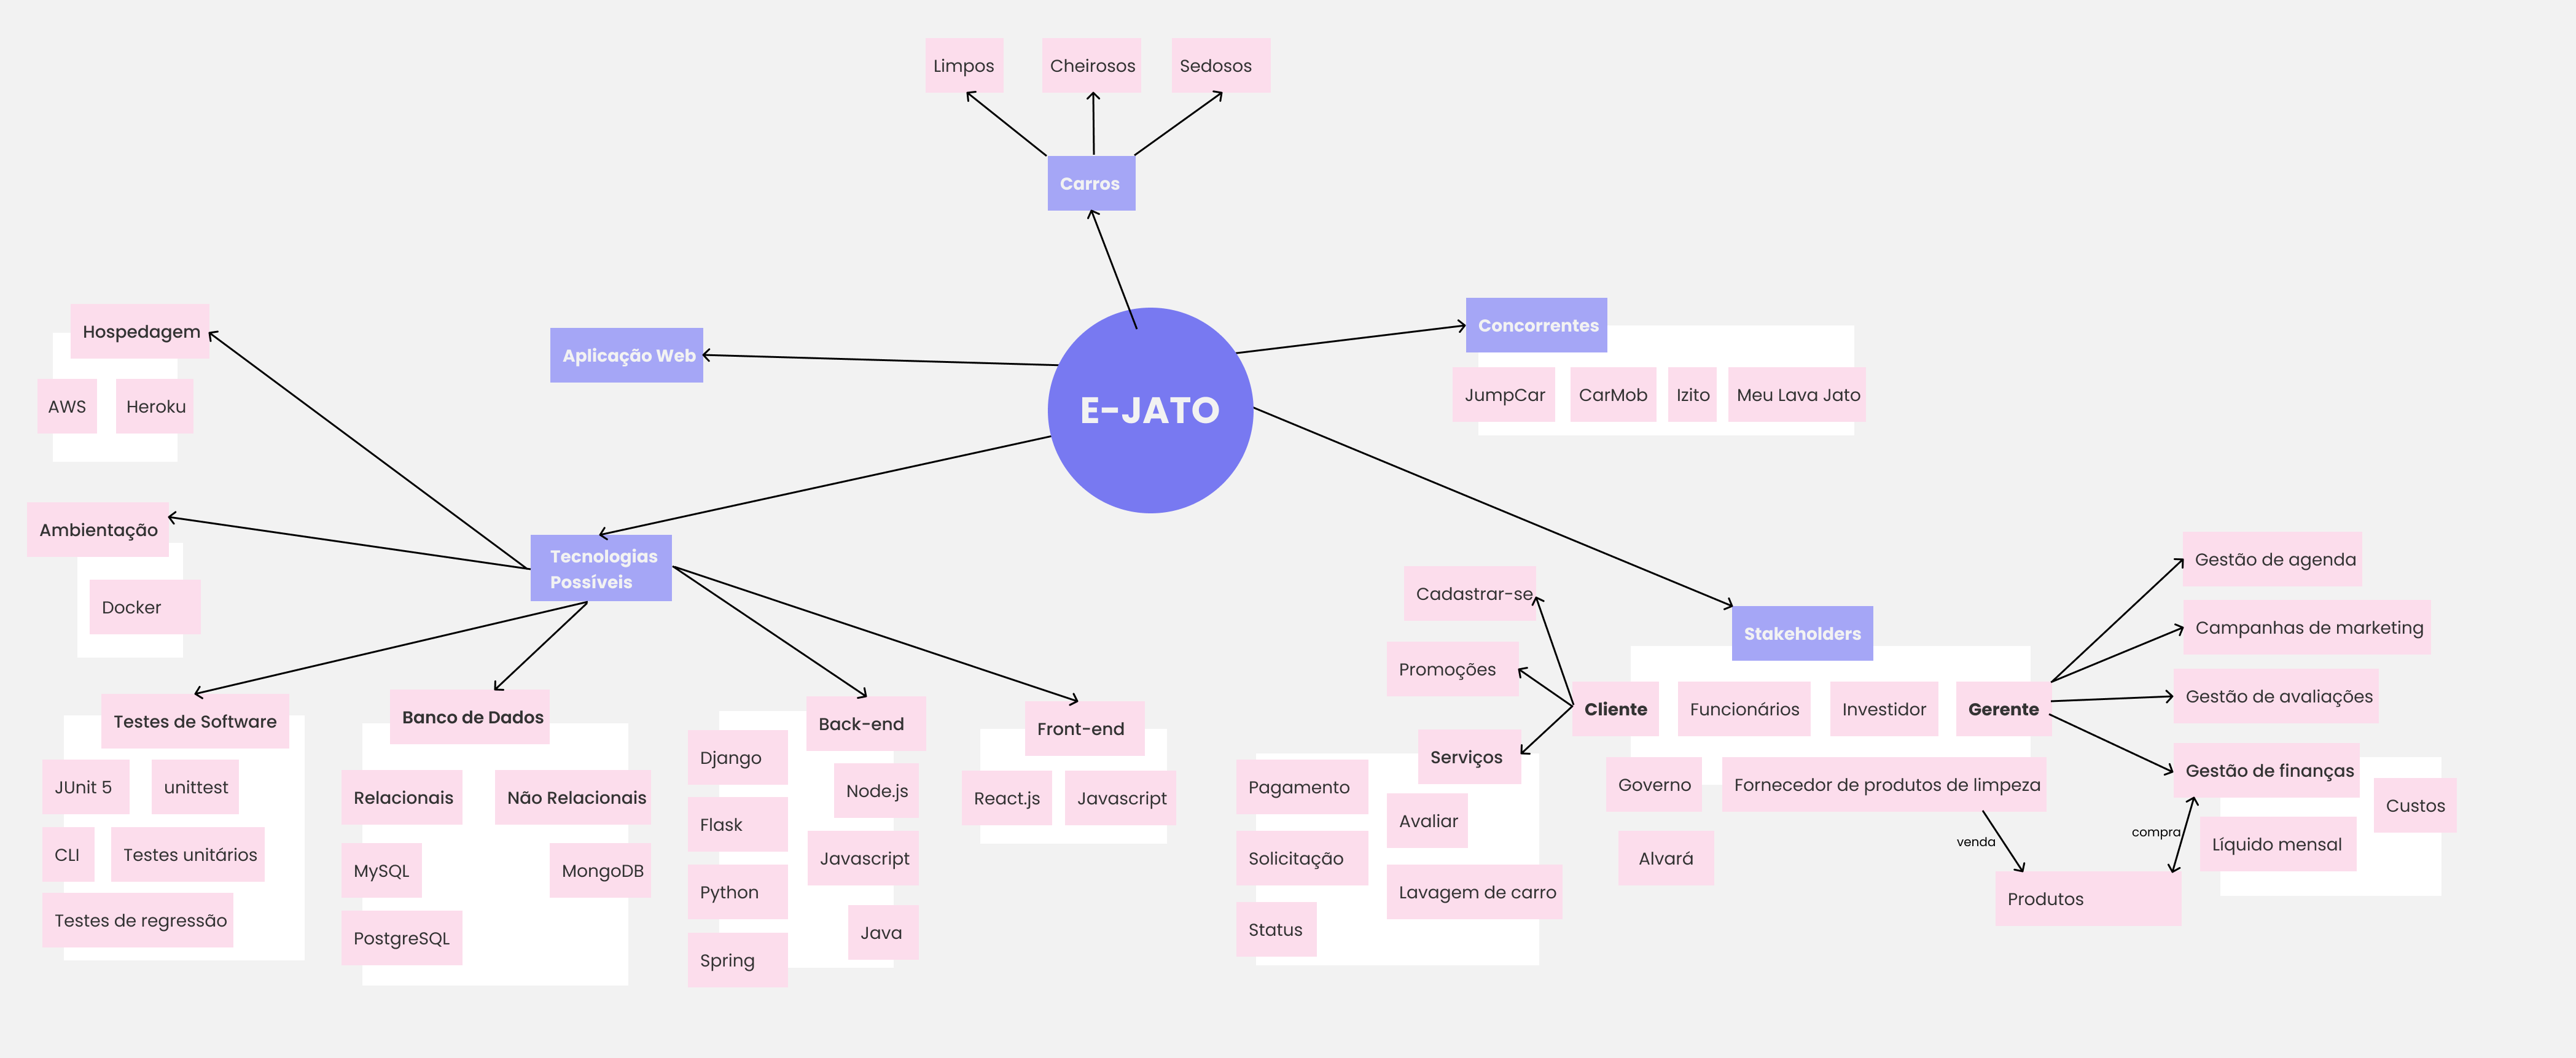 Limpos
Cheirosos
Sedosos
Carros
Hospedagem
AWS
Heroku
Aplicação Web
E-JATO
Concorrentes
JumpCar
CarMob
Izito
Meu Lava Jato
Ambientação
Docker
Tecnologias
Possíveis
Testes de Software
JUnit 5
unittest
CLI
Testes unitários
Testes de regressão
Banco de Dados
Relacionais
Não Relacionais
MySQL
MongoDB
PostgreSQL
Back-end
Django
Node.js
Flask
Javascript
Python
Java
Spring
Front-end
React.js
Javascript
Stakeholders
Cadastrar-se
Promoções
Serviços
Cliente
Funcionários
Investidor
Gerente
Pagamento
Avaliar
Solicitação
Lavagem de carro
Status
Governo
Fornecedor de produtos de limpeza
Alvará
venda
compra
Produtos
Gestão de agenda
Campanhas de marketing
Gestão de avaliações
Gestão de finanças
Custos
Líquido mensal